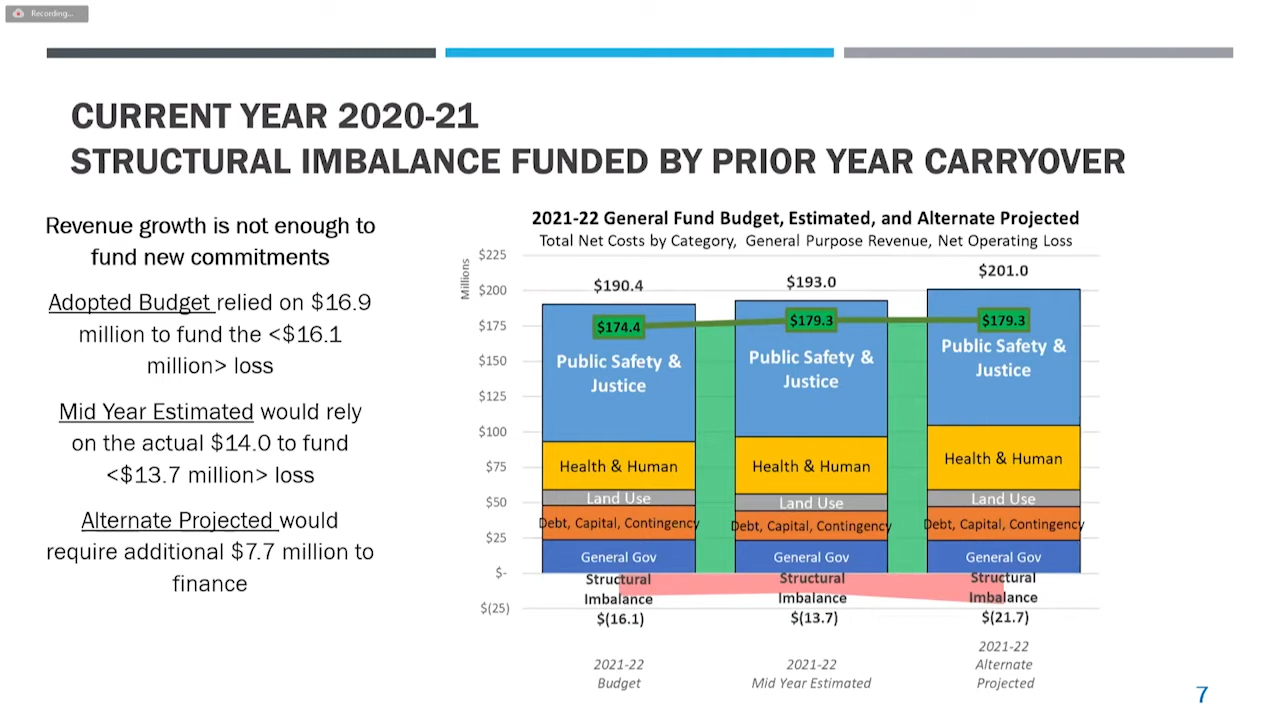 Recording...
CURRENT YEAR 2020-21
STRUCTURAL IMBALANCE FUNDED BY PRIOR YEAR CARRYOVER
Revenue growth is not enough to
fund new commitments
Adopted Budget relied on $16.9
million to fund the <$16.1
million> loss
Mid Year Estimated would rely
on the actual $14.0 to fund
<$13.7 million> loss
Alternate Projected would
require additional $7.7 million to
finance
2021-22 General Fund Budget, Estimated, and Alternate Projected
Total Net Costs by Category, General Purpose Revenue, Net Operating Loss
Millions
$225
$200
$175
$150
$125
$100
$75
$50
$25
$-
$(25)
$190.4
$174.4
Public Safety &
Justice
Health & Human
Land Use
Debt, Capital, Contingency
General Gov
Structural
Imbalance
$(16.1)
2021-22
Budget
$193.0
$179.3
Public Safety &
Justice
Health & Human
Land Use
Debt, Capital, Contingency
General Gov
Structural
Imbalance
$(13.7)
2021-22
Mid Year Estimated
$201.0
$179.3
Public Safety &
Justice
Health & Human
Land Use
Debt, Capital, Contingency
General Gov
Structural
Imbalance
$(21.7)
2021-22
Alternate
Projected
7